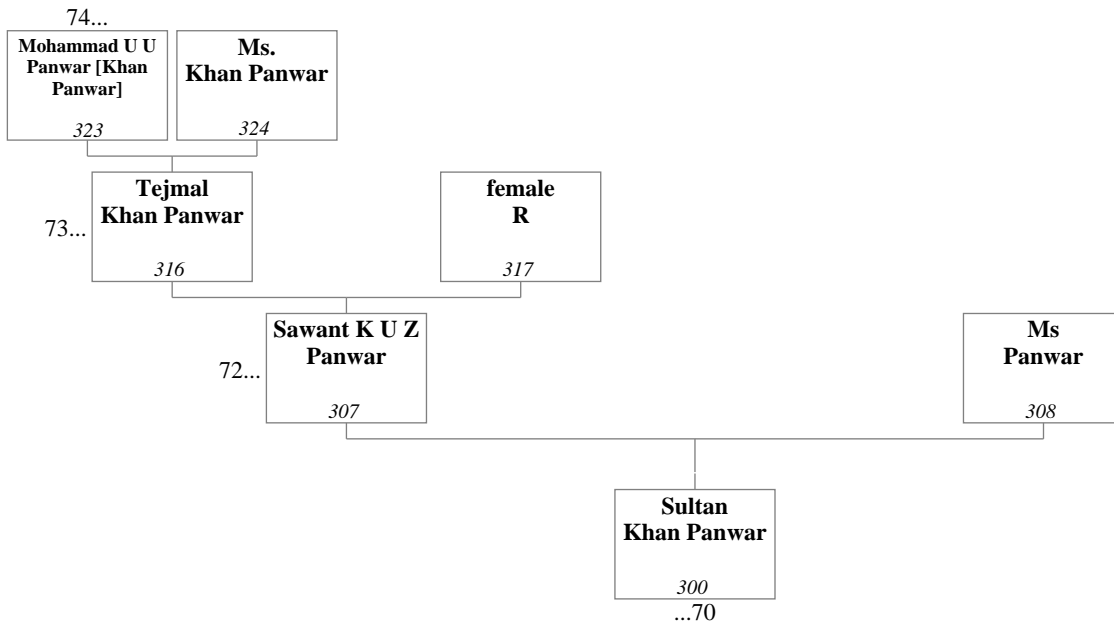 74...
Mohammad U U
Panwar [Khan
Panwar]
323
Ms.
Khan Panwar
324
73...
Tejmal
Khan Panwar
316
female
R
317
72...
Sawant K U Z
Panwar
307
Ms
Panwar
308
Sultan
Khan Panwar
300
...70